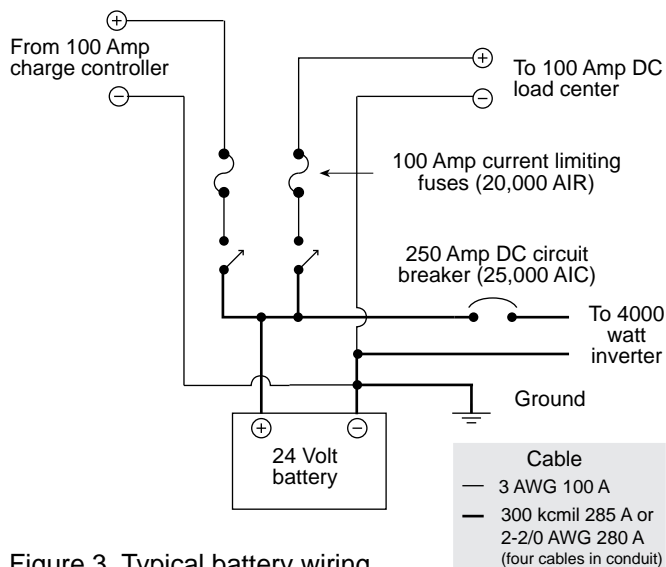 +
From 100 Amp
charge controller
−
+
To 100 Amp DC
load center
−
100 Amp current limiting
fuses (20,000 AIR)
250 Amp DC circuit
breaker (25,000 AIC)
To 4000
watt
inverter
Ground
+
−
24 Volt
battery
Cable
3 AWG 100 A
300 kcmil 285 A or
2-2/0 AWG 280 A
(four cables in conduit)
Figure 3. Typical battery wiring